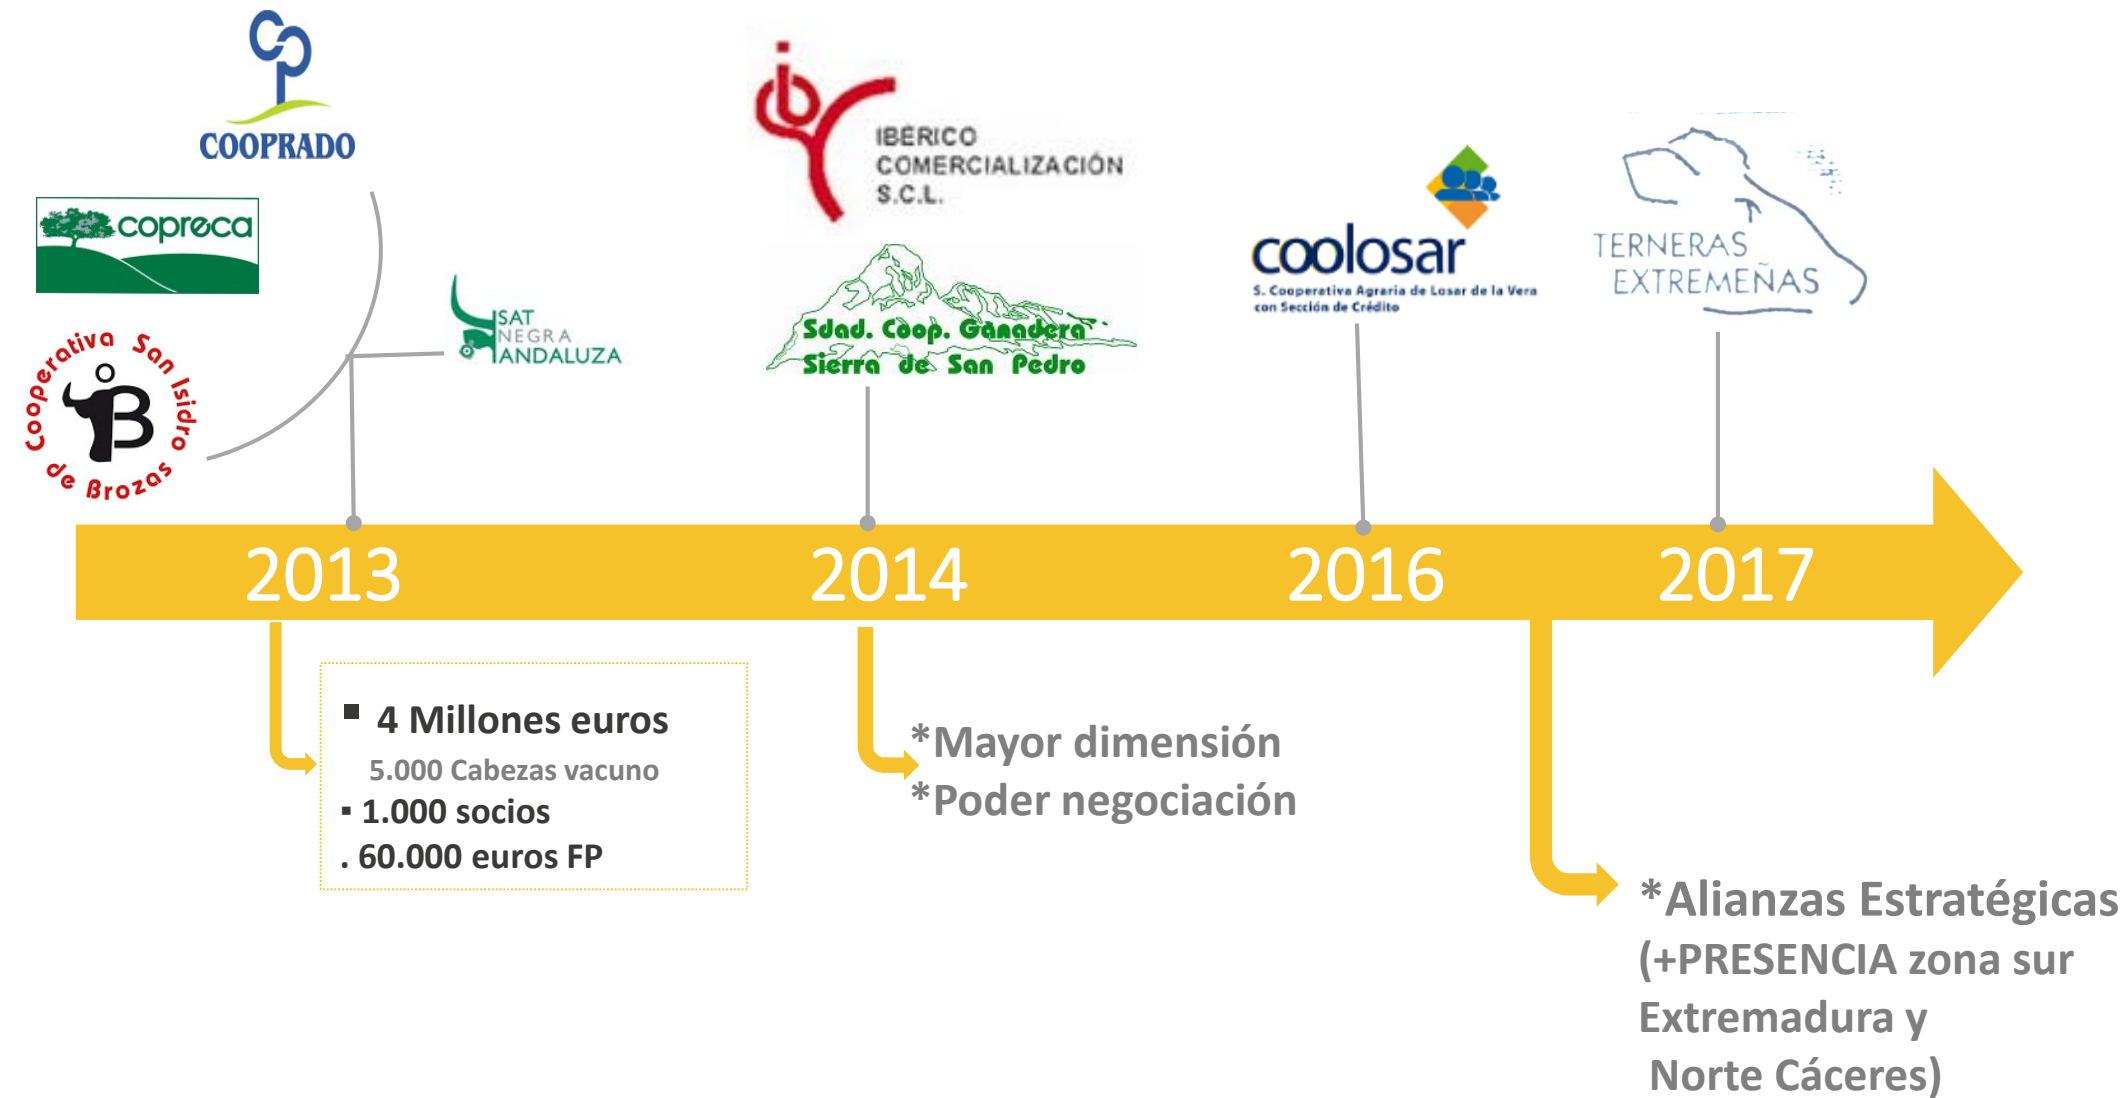 COOPRADO
copreca
Cooperativa San Isidro de Brozas
B
SAT
NEGRA
ANDALUZA
IBÉRICO
COMERCIALIZACIÓN
S.C.L.
Sdad. Coop. Ganadera
Sierra de San Pedro
coolosar
S. Cooperativa Agraria de Losar de la Vera
con Sección de Crédito
TERNERAS
EXTREMEÑAS
2013
2014
2016
2017
▪ 4 Millones euros
5.000 Cabezas vacuno
▪ 1.000 socios
. 60.000 euros FP
*Mayor dimensión
*Poder negociación
*Alianzas Estratégicas
(+PRESENCIA zona sur
Extremadura y
Norte Cáceres)